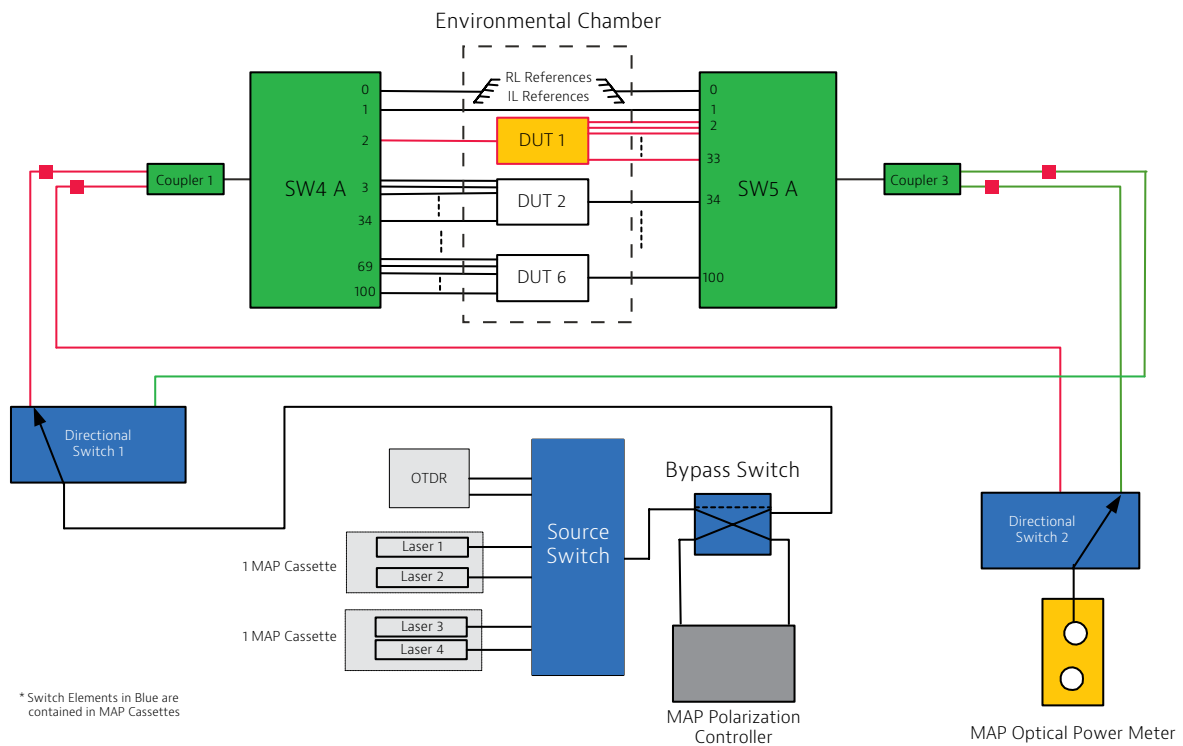 Environmental Chamber
RL References
IL References
0
1
2
3
34
69
100
0
1
2
33
34
100
DUT 1
DUT 2
DUT 6
SW4 A
SW5 A
Coupler 1
Coupler 3
Directional
Switch 1
OTDR
Laser 1
Laser 2
1 MAP Cassette
Laser 3
Laser 4
1 MAP Cassette
Source
Switch
Bypass Switch
MAP Polarization
Controller
Directional
Switch 2
MAP Optical Power Meter
* Switch Elements in Blue are
contained in MAP Cassettes